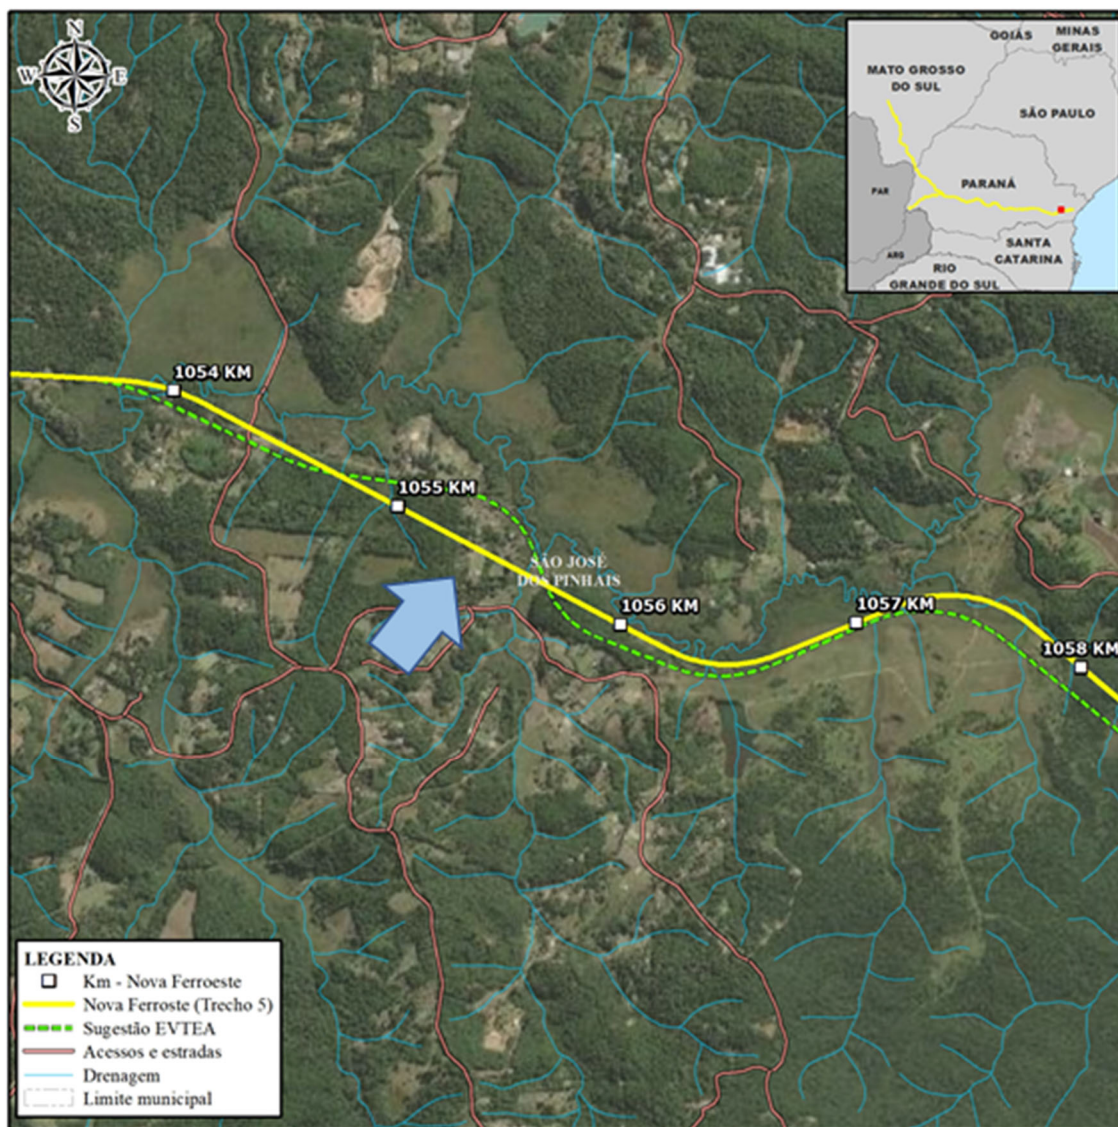 N
W E
S
GOIÁS
MINAS
GERAIS
MATO GROSSO
DO SUL
SÃO PAULO
PAR
PARANÁ
ARG
SANTA
CATARINA
RIO
GRANDE DO SUL
1054 KM
1055 KM
SÃO JOSÉ
DOS PINHAIS
1056 KM
1057 KM
1058 KM
LEGENDA
Km - Nova Ferroeste
Nova Ferroste (Trecho 5)
Sugestão EVTEA
Acessos e estradas
Drenagem
Limite municipal